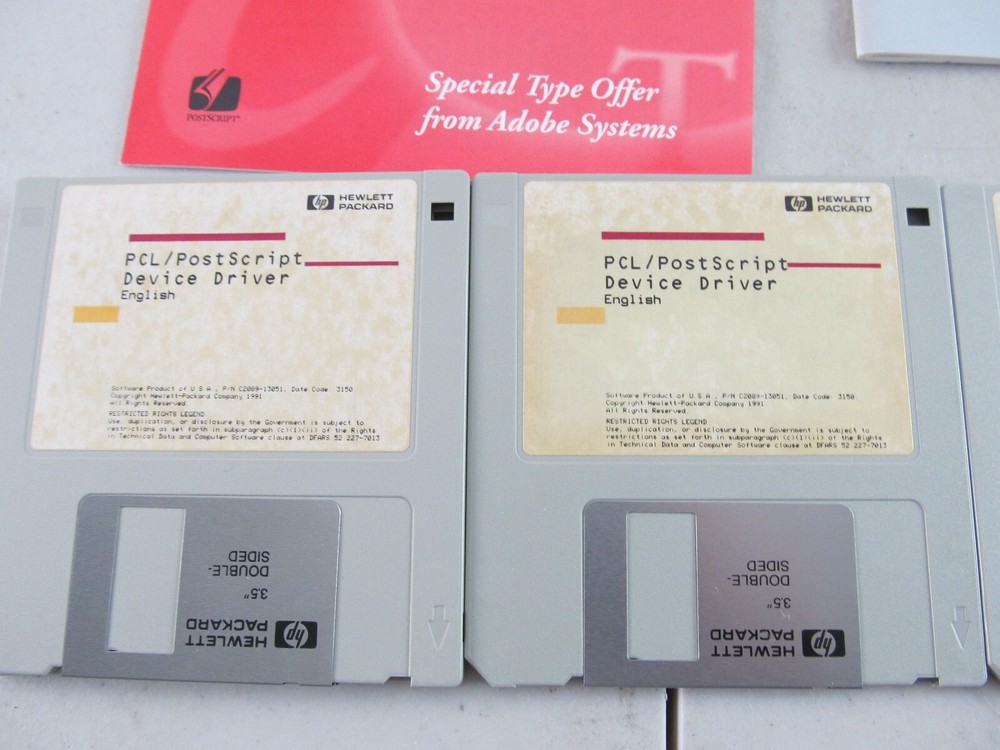 Special Type Offer
from Adobe Systems
POSTSCRIPT®
hp HEWLETT
PACKARD
PCL/PostScript
Device Driver
English
Software Product of U.S.A., P/N C2089-13051, Date Code 3150
Copyright Hewlett-Packard Company 1991
All Rights Reserved.
RESTRICTED RIGHTS LEGEND
Use, duplication, or disclosure by the Government is subject to
restrictions as set forth in subparagraph (c)(1)(ii) of the Rights
in Technical Data and Computer Software clause at DFARS 52 227-7013
hp HEWLETT
PACKARD
3.5"
DOUBLE-
SIDED
hp HEWLETT
PACKARD
PCL/PostScript
Device Driver
English
Software Product of U.S.A., P/N C2089-13051, Date Code 3150
Copyright Hewlett-Packard Company 1991
All Rights Reserved.
RESTRICTED RIGHTS LEGEND
Use, duplication, or disclosure by the Government is subject to
restrictions as set forth in subparagraph (c)(1)(ii) of the Rights
in Technical Data and Computer Software clause at DFARS 52 227-7013
hp HEWLETT
PACKARD
3.5"
DOUBLE-
SIDED